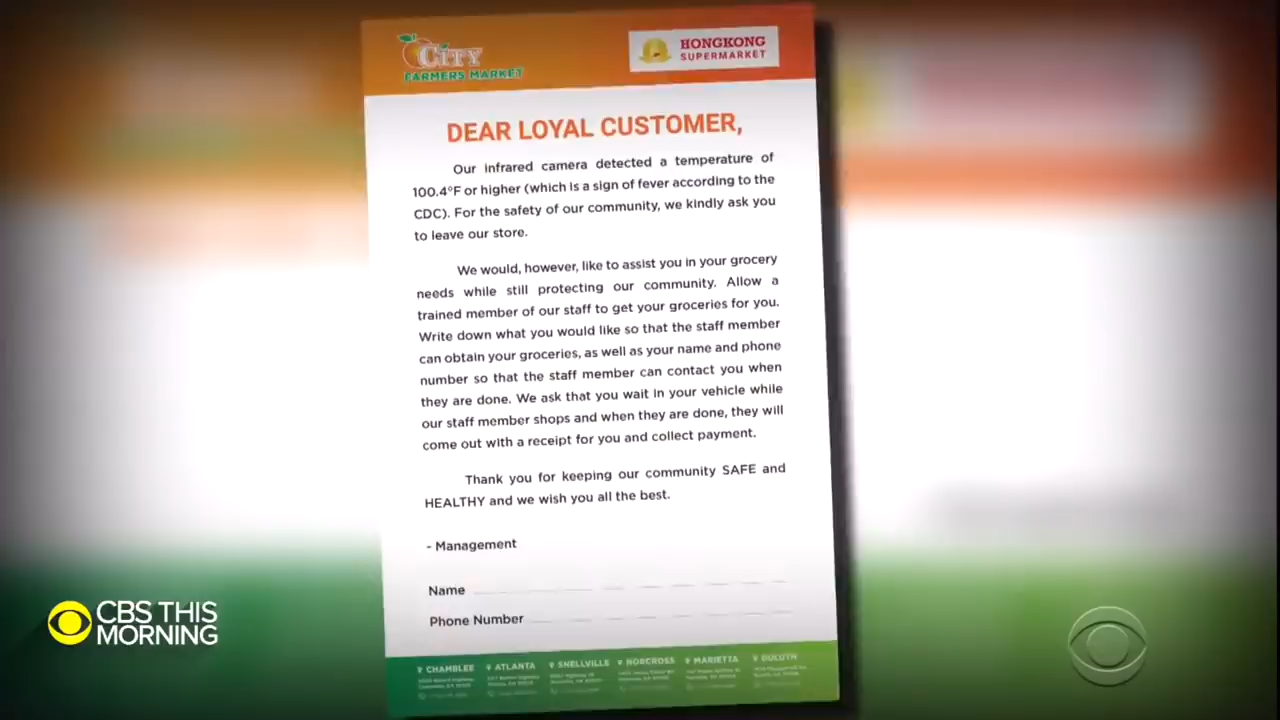 CITY
FARMERS MARKET
HONGKONG
SUPERMARKET
DEAR LOYAL CUSTOMER,
Our infrared camera detected a temperature of
100.4°F or higher (which is a sign of fever according to the
CDC). For the safety of our community, we kindly ask you
to leave our store.
We would, however, like to assist you in your grocery
needs while still protecting our community. Allow a
trained member of our staff to get your groceries for you.
Write down what you would like so that the staff member
can obtain your groceries, as well as your name and phone
number so that the staff member can contact you when
they are done. We ask that you wait in your vehicle while
our staff member shops and when they are done, they will
come out with a receipt for you and collect payment.
Thank you for keeping our community SAFE and
HEALTHY and we wish you all the best.
- Management
Name
Phone Number
CHAMBLEE ATLANTA SNELLVILLE NORCROSS MARIETTA DULUTH
CBS THIS
MORNING